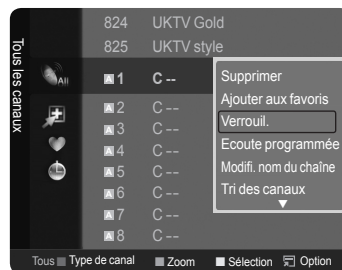 Tous les canaux
824 UKTV Gold
825 UKTV style
All
A 1 C --
A 2 C --
A 3 C --
A 4 C --
A 5 C --
A 6 C --
A 7 C --
A 8 C --
Supprimer
Ajouter aux favoris
Verrouil.
Ecoute programmée
Modifi. nom du chaîne
Tri des canaux
Tous Type de canal Zoom Sélection Option